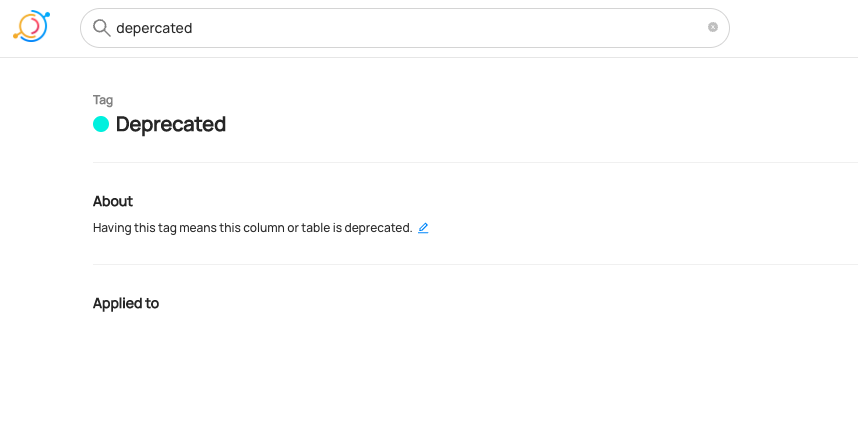 depercated
Tag
Deprecated
About
Having this tag means this column or table is deprecated.
Applied to